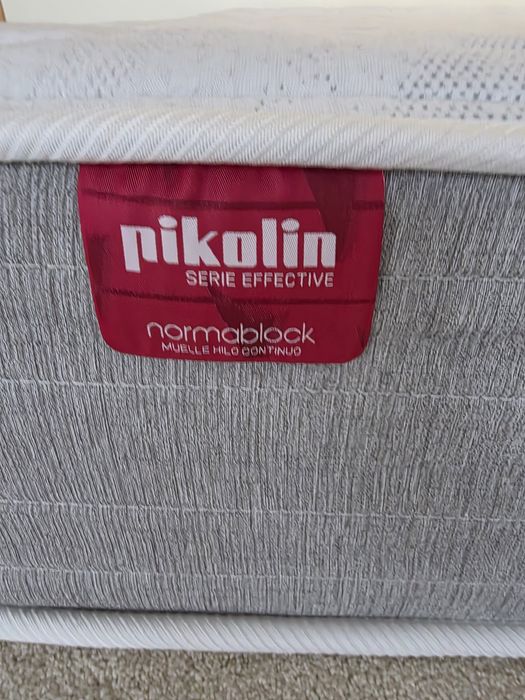 pikolin
SERIE EFFECTIVE
normablock
MUELLE HILO CONTINUO